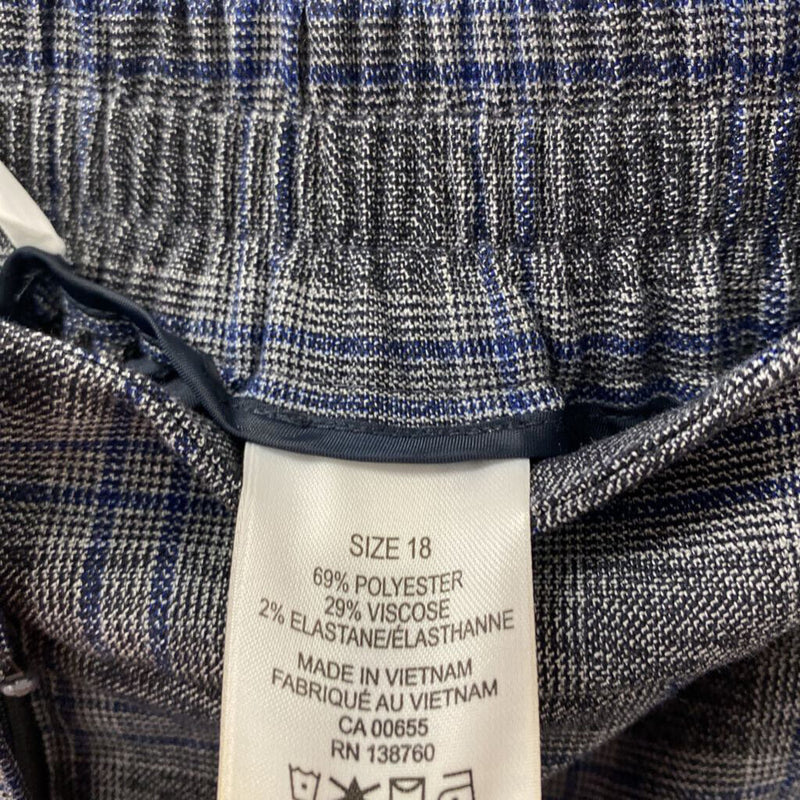 SIZE 18
69% POLYESTER
29% VISCOSE
2% ELASTANE/ÉLASTHANNE
MADE IN VIETNAM
FABRIQUÉ AU VIETNAM
CA 00655
RN 138760